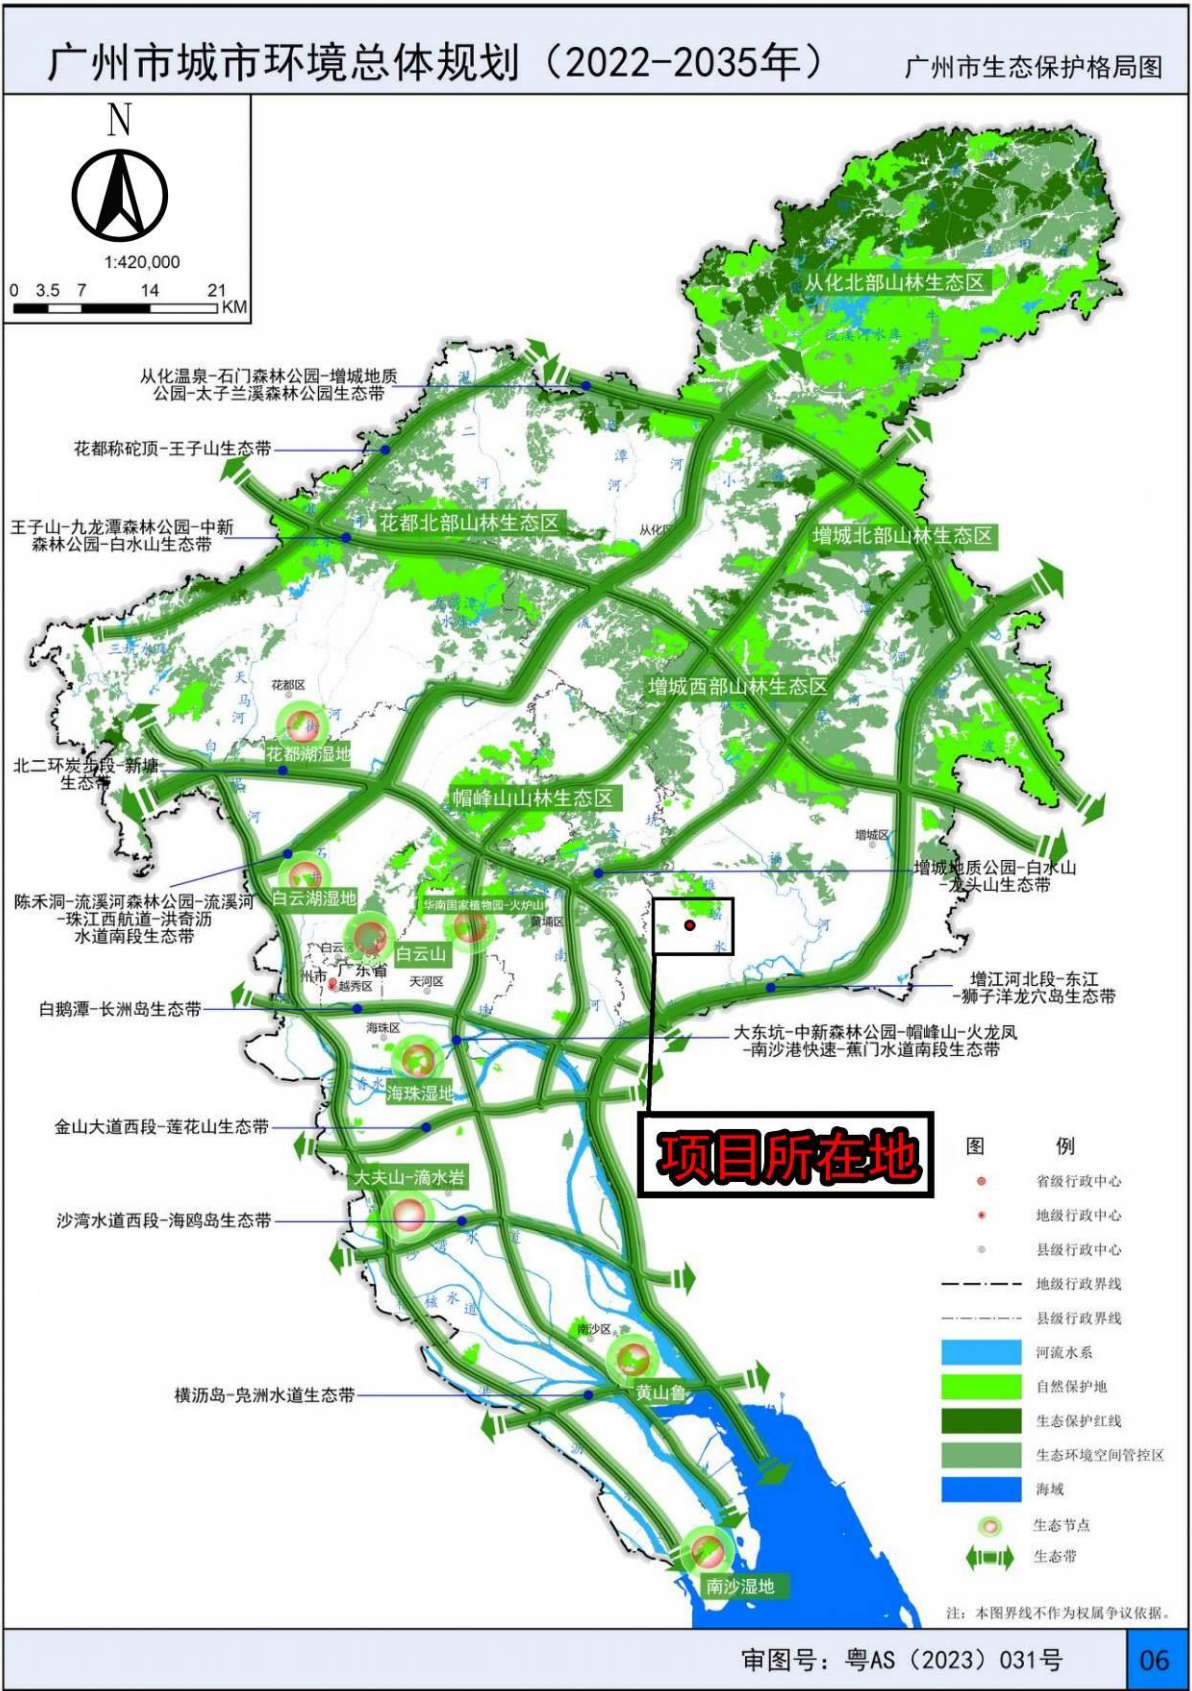 广州市城市环境总体规划（2022-2035年）
广州市生态保护格局图
N
1:420,000
0 3.5 7 14 21 KM
从化北部山林生态区
流溪河水库
从化温泉-石门森林公园-增城地质
公园-太子兰溪森林公园生态带
花都称砣顶-王子山生态带
王子山-九龙潭森林公园-中新
森林公园-白水山生态带
花都北部山林生态区
从化区
增城北部山林生态区
三坑水库
天马河
花都区
花都湖湿地
增城西部山林生态区
北二环炭步段-新塘
生态带
帽峰山山林生态区
增城区
增城地质公园-白水山
-龙头山生态带
陈禾洞-流溪河森林公园-流溪河
-珠江西航道-洪奇沥
水道南段生态带
白云湖湿地
华南国家植物园-火炉山
黄埔区
白云区
白云山
广东省
州市
越秀区
天河区
增江河北段-东江
-狮子洋龙穴岛生态带
白鹅潭-长洲岛生态带
海珠区
大东坑-中新森林公园-帽峰山-火龙凤
-南沙港快速-蕉门水道南段生态带
海珠湿地
金山大道西段-莲花山生态带
项目所在地
大夫山-滴水岩
沙湾水道西段-海鸥岛生态带
南沙区
黄山鲁
横沥岛-凫洲水道生态带
南沙湿地
图 例
省级行政中心
地级行政中心
县级行政中心
地级行政界线
县级行政界线
河流水系
自然保护地
生态保护红线
生态环境空间管控区
海域
生态节点
生态带
注：本图界线不作为权属争议依据。
审图号：粤AS（2023）031号
06